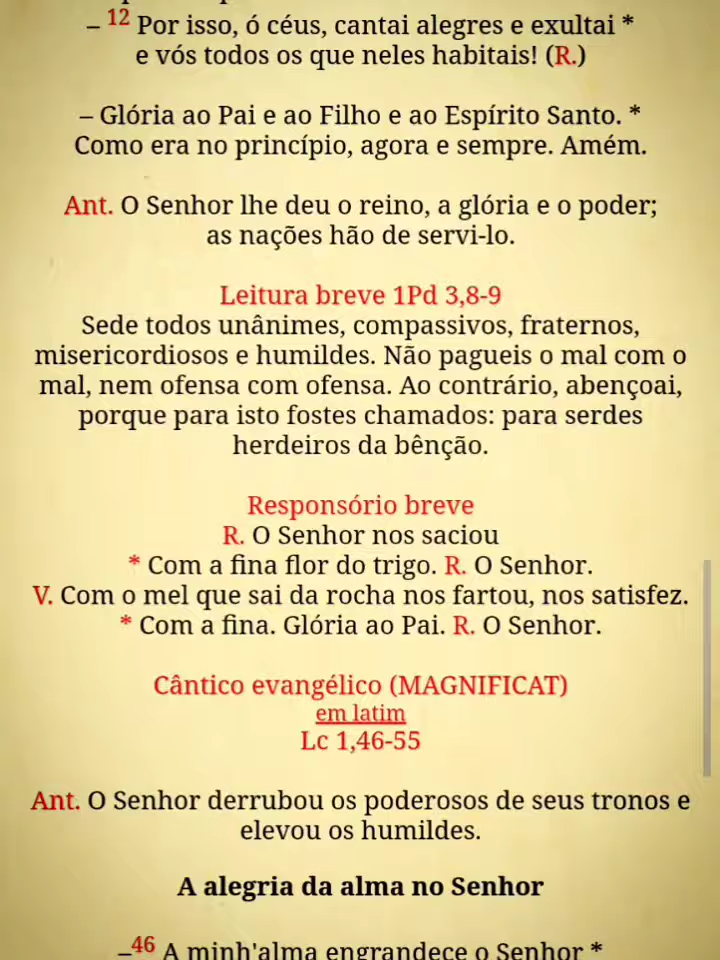 – 12 Por isso, ó céus, cantai alegres e exultai *
e vós todos os que neles habitais! (R.)
– Glória ao Pai e ao Filho e ao Espírito Santo. *
Como era no princípio, agora e sempre. Amém.
Ant. O Senhor lhe deu o reino, a glória e o poder;
as nações hão de servi-lo.
Leitura breve 1Pd 3,8-9
Sede todos unânimes, compassivos, fraternos,
misericordiosos e humildes. Não pagueis o mal com o
mal, nem ofensa com ofensa. Ao contrário, abençoai,
porque para isto fostes chamados: para serdes
herdeiros da bênção.
Responsório breve
R. O Senhor nos saciou
* Com a fina flor do trigo. R. O Senhor.
V. Com o mel que sai da rocha nos fartou, nos satisfez.
* Com a fina. Glória ao Pai. R. O Senhor.
Cântico evangélico (MAGNIFICAT)
em latim
Lc 1,46-55
Ant. O Senhor derrubou os poderosos de seus tronos e
elevou os humildes.
A alegria da alma no Senhor
–46 A minh'alma engrandece o Senhor *